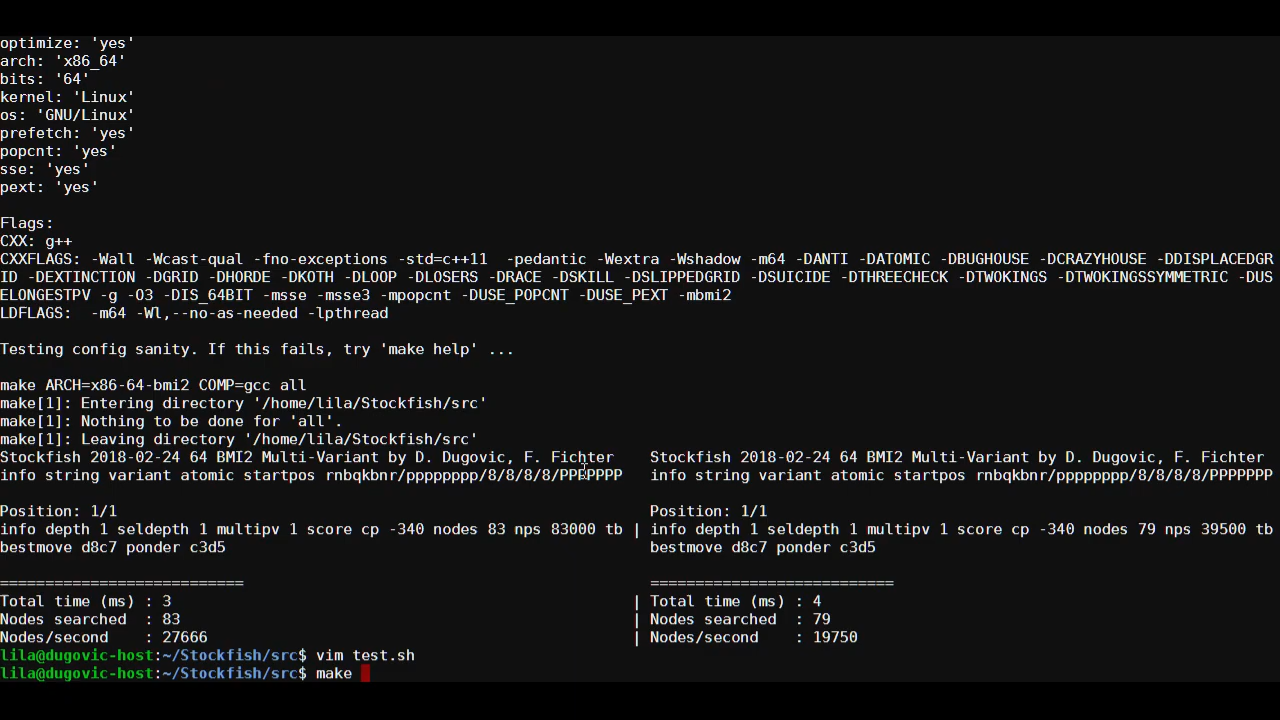 optimize: 'yes'
arch: 'x86_64'
bits: '64'
kernel: 'Linux'
os: 'GNU/Linux'
prefetch: 'yes'
popcnt: 'yes'
sse: 'yes'
pext: 'yes'
Flags:
CXX: g++
CXXFLAGS: -Wall -Wcast-qual -fno-exceptions -std=c++11  -pedantic -Wextra -Wshadow -m64 -DANTI -DATOMIC -DBUGHOUSE -DCRAZYHOUSE -DDISPLACEDGR
ID -DEXTINCTION -DGRID -DHORDE -DKOTH -DLOOP -DLOSERS -DRACE -DSKILL -DSLIPPEDGRID -DSUICIDE -DTHREECHECK -DTWOKINGS -DTWOKINGSSYMMETRIC -DUS
ELONGESTPV -g -O3 -DIS_64BIT -msse -msse3 -mpopcnt -DUSE_POPCNT -DUSE_PEXT -mbmi2
LDFLAGS:  -m64 -Wl,--no-as-needed -lpthread
Testing config sanity. If this fails, try 'make help' ...
make ARCH=x86-64-bmi2 COMP=gcc all
make[1]: Entering directory '/home/lila/Stockfish/src'
make[1]: Nothing to be done for 'all'.
make[1]: Leaving directory '/home/lila/Stockfish/src'
Stockfish 2018-02-24 64 BMI2 Multi-Variant by D. Dugovic, F. Fichter    Stockfish 2018-02-24 64 BMI2 Multi-Variant by D. Dugovic, F. Fichter
info string variant atomic startpos rnbqkbnr/pppppppp/8/8/8/8/PPPPPPP   info string variant atomic startpos rnbqkbnr/pppppppp/8/8/8/8/PPPPPPP
Position: 1/1                                                           Position: 1/1
info depth 1 seldepth 1 multipv 1 score cp -340 nodes 83 nps 83000 tb | info depth 1 seldepth 1 multipv 1 score cp -340 nodes 79 nps 39500 tb
bestmove d8c7 ponder c3d5                                               bestmove d8c7 ponder c3d5
===========================                                             ===========================
Total time (ms) : 3                                                   | Total time (ms) : 4
Nodes searched  : 83                                                  | Nodes searched  : 79
Nodes/second    : 27666                                               | Nodes/second    : 19750
lila@dugovic-host:~/Stockfish/src$ vim test.sh
lila@dugovic-host:~/Stockfish/src$ make